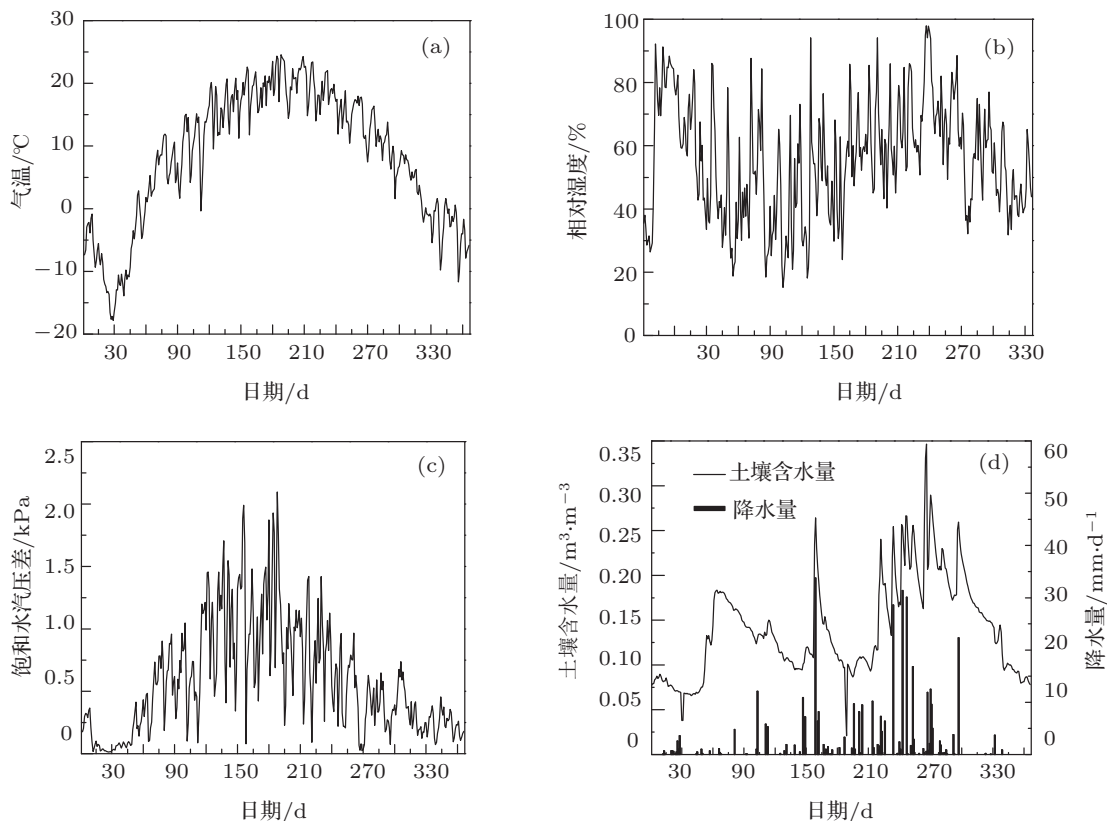 (a)
气温/℃
30
20
10
0
−10
−20
30 90 150 210 270 330
日期/d
(b)
相对湿度/%
100
80
60
40
20
0
30 90 150 210 270 330
日期/d
(c)
饱和水汽压差/kPa
2.5
2.0
1.5
1.0
0.5
0
30 90 150 210 270 330
日期/d
(d)
土壤含水量
降水量
土壤含水量/m³·m−³
0.35
0.30
0.25
0.20
0.15
0.10
0.05
0
降水量/mm·d−¹
60
50
40
30
20
10
0
30 90 150 210 270 330
日期/d